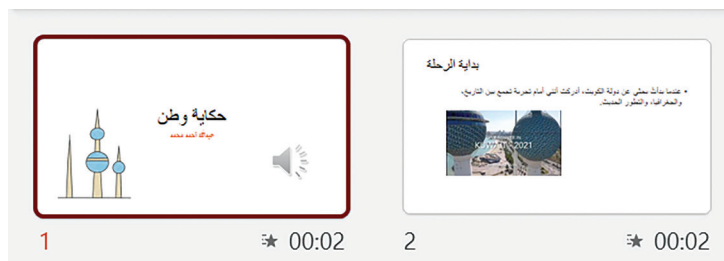 حكاية وطن
عبدالله احمد محمد
1
00:02
بداية الرحلة
• عندما بدأتُ بحثي عن دولة الكويت، أدركت أنني أمام تجربة تجمع بين التاريخ،
والجغرافيا، والتطور الحديث.
KUWAIT 2021
2
00:02